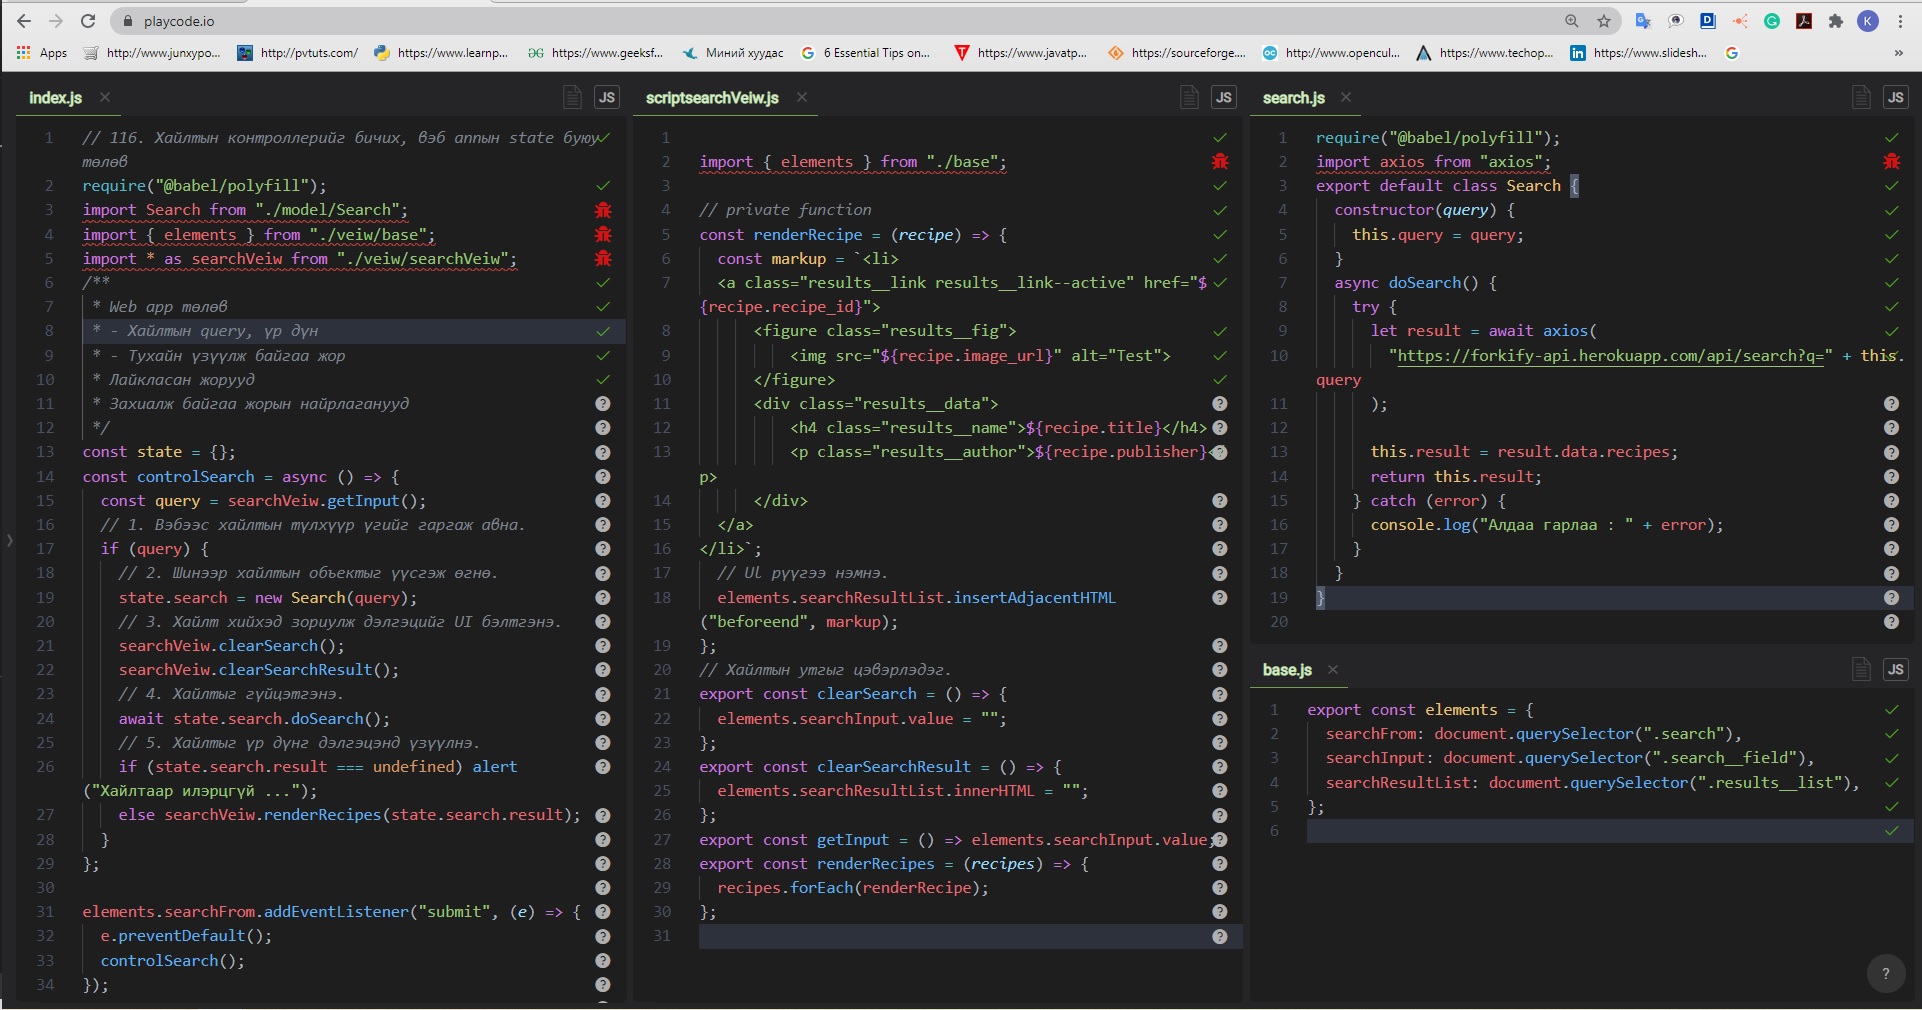 playcode.io
Apps http://www.junxypo... http://pvtuts.com/ https://www.learnp... https://www.geeksf... Миний хуудас 6 Essential Tips on... https://www.javatp... https://sourceforge.... http://www.opencul... https://www.techop... https://www.slidesh... »
index.js
JS
1 // 116. Хайлтын контроллерийг бичих, вэб аппын state буюу
төлөв
2 require("@babel/polyfill");
3 import Search from "./model/Search";
4 import { elements } from "./veiw/base";
5 import * as searchVeiw from "./veiw/searchVeiw";
6 /**
7 * Web app төлөв
8 * - Хайлтын query, үр дүн
9 * - Тухайн үзүүлж байгаа жор
10 * Лайкласан жорууд
11 * Захиалж байгаа жорын найрлаганууд
12 */
13 const state = {};
14 const controlSearch = async () => {
15 const query = searchVeiw.getInput();
16 // 1. Вэбээс хайлтын түлхүүр үгийг гаргаж авна.
17 if (query) {
18 // 2. Шинээр хайлтын объектыг үүсгэж өгнө.
19 state.search = new Search(query);
20 // 3. Хайлт хийхэд зориулж дэлгэцийг UI бэлтгэнэ.
21 searchVeiw.clearSearch();
22 searchVeiw.clearSearchResult();
23 // 4. Хайлтыг гүйцэтгэнэ.
24 await state.search.doSearch();
25 // 5. Хайлтыг үр дүнг дэлгэцэнд үзүүлнэ.
26 if (state.search.result === undefined) alert
("Хайлтаар илэрцгүй ...");
27 else searchVeiw.renderRecipes(state.search.result);
28 }
29 };
30
31 elements.searchFrom.addEventListener("submit", (e) => {
32 e.preventDefault();
33 controlSearch();
34 });
scriptsearchVeiw.js
JS
1
2 import { elements } from "./base";
3
4 // private function
5 const renderRecipe = (recipe) => {
6 const markup = `<li>
7 <a class="results__link results__link--active" href="$
{recipe.recipe_id}">
8 <figure class="results__fig">
9 <img src="${recipe.image_url}" alt="Test">
10 </figure>
11 <div class="results__data">
12 <h4 class="results__name">${recipe.title}</h4>
13 <p class="results__author">${recipe.publisher}</
p>
14 </div>
15 </a>
16 </li>`;
17 // Ul рүүгээ нэмнэ.
18 elements.searchResultList.insertAdjacentHTML
("beforeend", markup);
19 };
20 // Хайлтын утгыг цэвэрлэдэг.
21 export const clearSearch = () => {
22 elements.searchInput.value = "";
23 };
24 export const clearSearchResult = () => {
25 elements.searchResultList.innerHTML = "";
26 };
27 export const getInput = () => elements.searchInput.value;
28 export const renderRecipes = (recipes) => {
29 recipes.forEach(renderRecipe);
30 };
31
search.js
JS
1 require("@babel/polyfill");
2 import axios from "axios";
3 export default class Search {
4 constructor(query) {
5 this.query = query;
6 }
7 async doSearch() {
8 try {
9 let result = await axios(
10 "https://forkify-api.herokuapp.com/api/search?q=" + this.
query
11 );
12
13 this.result = result.data.recipes;
14 return this.result;
15 } catch (error) {
16 console.log("Алдаа гарлаа : " + error);
17 }
18 }
19 }
20
base.js
JS
1 export const elements = {
2 searchFrom: document.querySelector(".search"),
3 searchInput: document.querySelector(".search__field"),
4 searchResultList: document.querySelector(".results__list"),
5 };
6
?